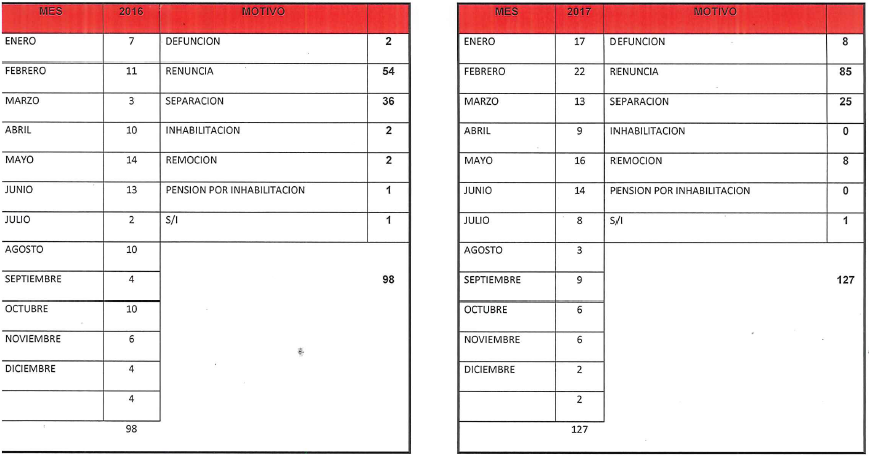 MES 2016 MOTIVO
ENERO 7 DEFUNCION 2
FEBRERO 11 RENUNCIA 54
MARZO 3 SEPARACION 36
ABRIL 10 INHABILITACION 2
MAYO 14 REMOCION 2
JUNIO 13 PENSION POR INHABILITACION 1
JULIO 2 S/I 1
AGOSTO 10
SEPTIEMBRE 4 98
OCTUBRE 10
NOVIEMBRE 6
DICIEMBRE 4
4
98
MES 2017 MOTIVO
ENERO 17 DEFUNCION 8
FEBRERO 22 RENUNCIA 85
MARZO 13 SEPARACION 25
ABRIL 9 INHABILITACION 0
MAYO 16 REMOCION 8
JUNIO 14 PENSION POR INHABILITACION 0
JULIO 8 S/I 1
AGOSTO 3
SEPTIEMBRE 9 127
OCTUBRE 6
NOVIEMBRE 6
DICIEMBRE 2
2
127